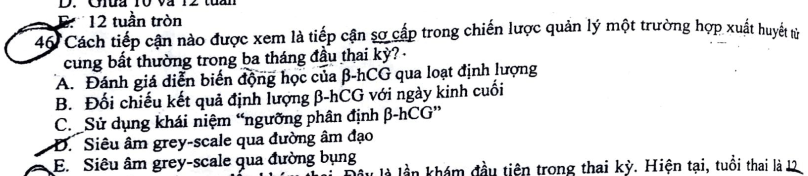 D. Giữa 10 và 12 tuần
E. 12 tuần tròn
46. Cách tiếp cận nào được xem là tiếp cận sơ cấp trong chiến lược quản lý một trường hợp xuất huyết từ
cung bất thường trong ba tháng đầu thai kỳ?
A. Đánh giá diễn biến động học của β-hCG qua loạt định lượng
B. Đối chiếu kết quả định lượng β-hCG với ngày kinh cuối
C. Sử dụng khái niệm “ngưỡng phân định β-hCG”
D. Siêu âm grey-scale qua đường âm đạo
E. Siêu âm grey-scale qua đường bụng
Đây là lần khám đầu tiên trong thai kỳ. Hiện tại, tuổi thai là 12